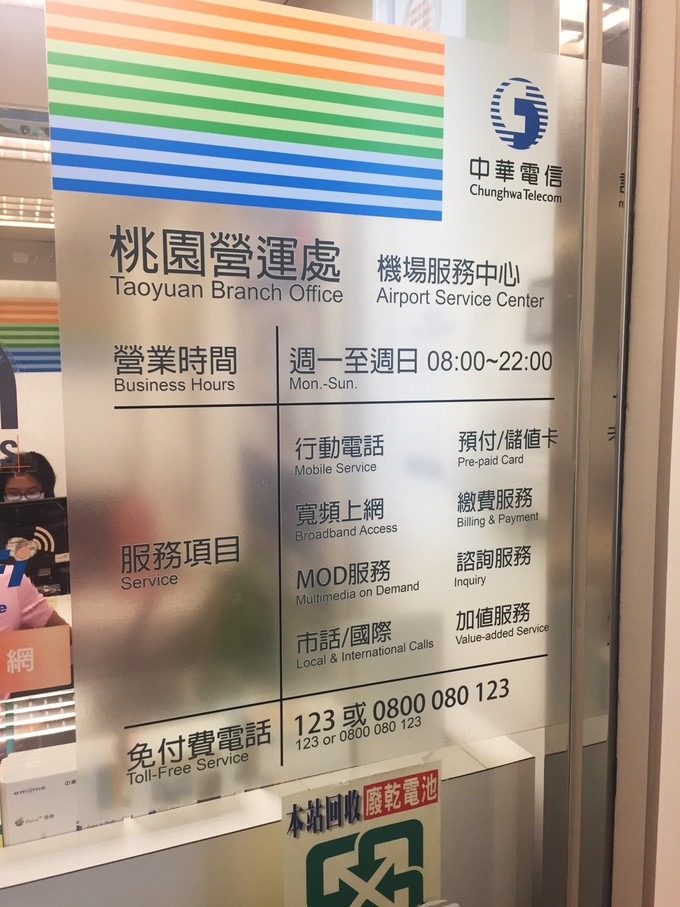 中華電信
Chunghwa Telecom
桃園營運處
Taoyuan Branch Office
機場服務中心
Airport Service Center
營業時間
Business Hours
週一至週日 08:00~22:00
Mon.-Sun.
服務項目
Service
行動電話
Mobile Service
預付/儲值卡
Pre-paid Card
寬頻上網
Broadband Access
繳費服務
Billing & Payment
MOD服務
Multimedia on Demand
諮詢服務
Inquiry
市話/國際
Local & International Calls
加值服務
Value-added Service
免付費電話
Toll-Free Service
123 或 0800 080 123
123 or 0800 080 123
網
本站回收 廢乾電池